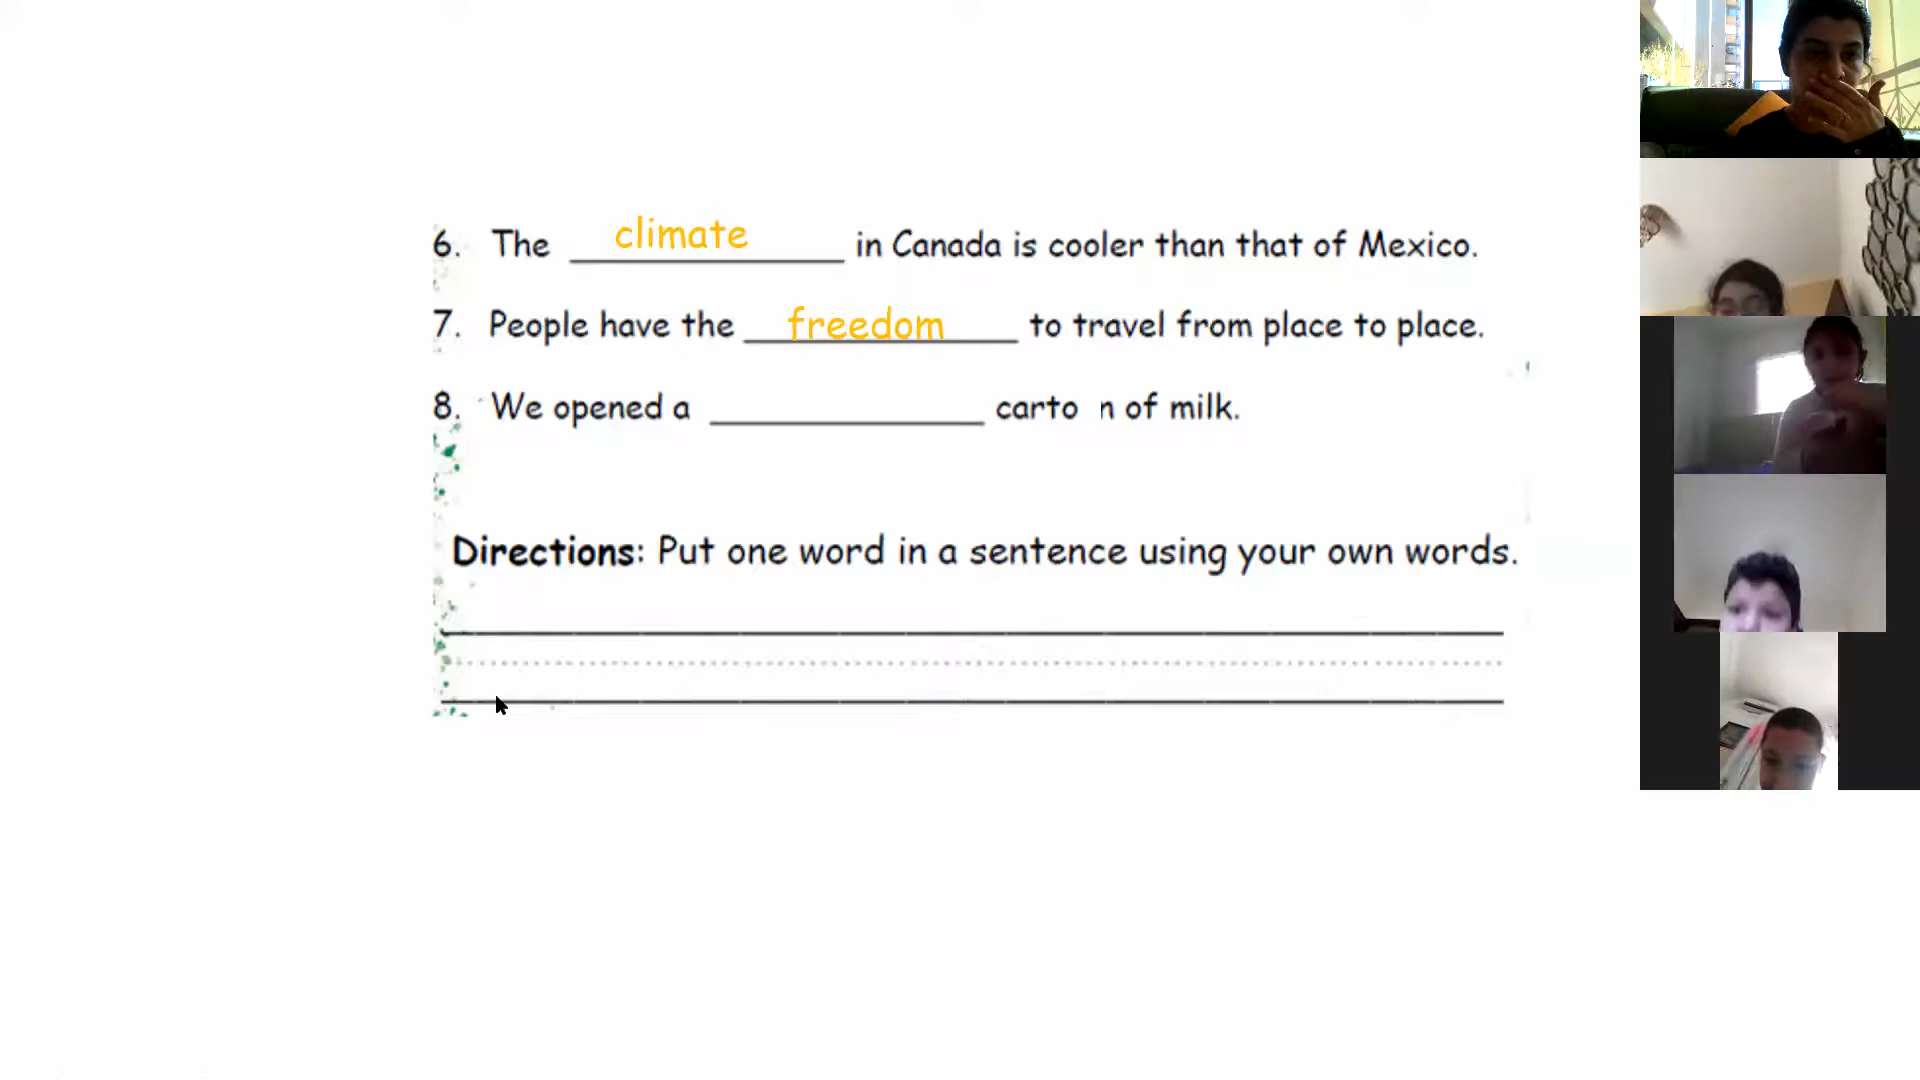 6. The climate in Canada is cooler than that of Mexico.
7. People have the freedom to travel from place to place.
8. We opened a ____________ carto n of milk.
Directions: Put one word in a sentence using your own words.